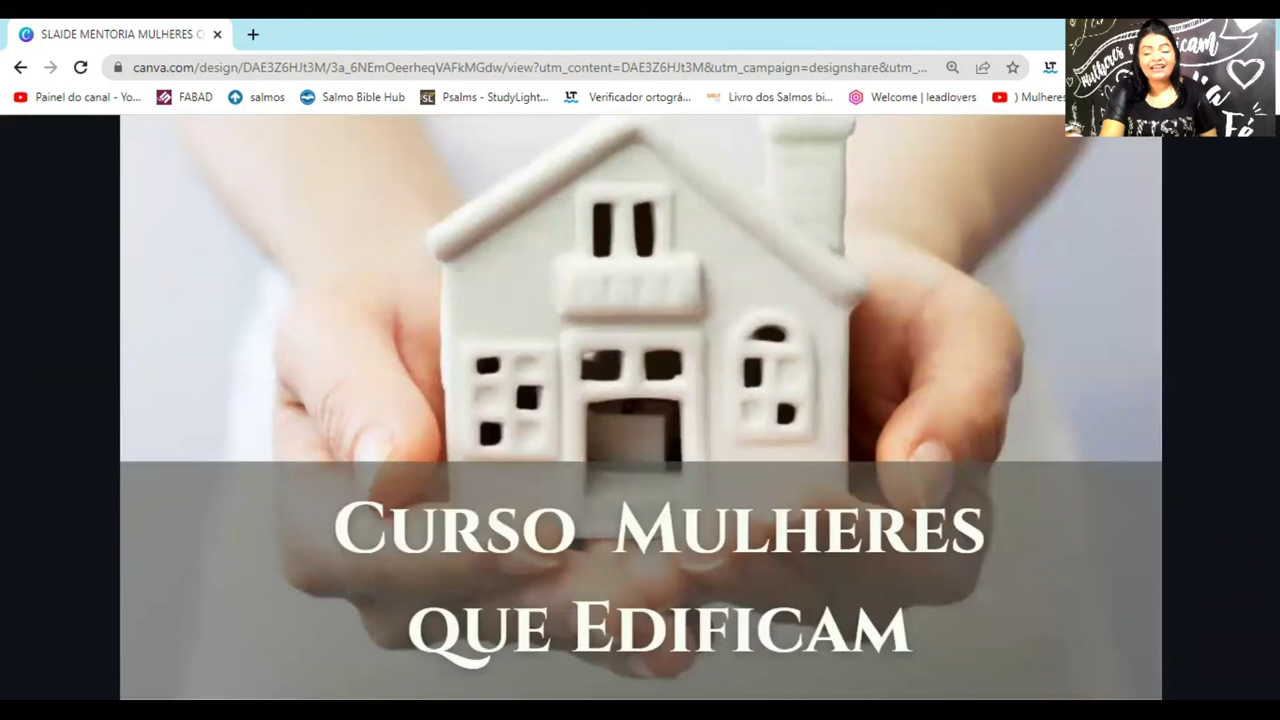 SLAIDE MENTORIA MULHERES Q
canva.com/design/DAE3Z6HJt3M/3a_6NEmOeerheqVAFkMGdw/view?utm_content=DAE3Z6HJt3M&utm_campaign=designshare&utm_...
Painel do canal - Yo... FABAD salmos Salmo Bible Hub Psalms - StudyLight... Verificador ortográ... Livro dos Salmos bi... Welcome | leadlovers ) Mulheres
CURSO MULHERES
QUE EDIFICAM